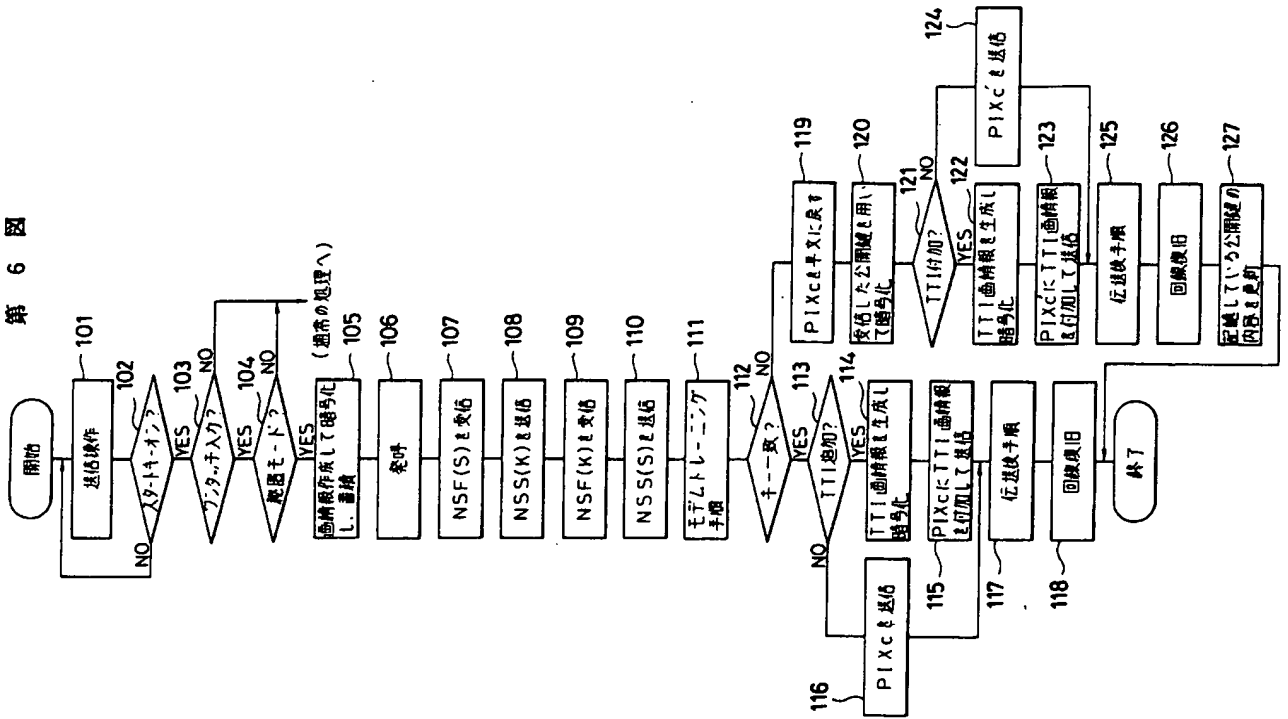 第 6 図
開始
送信操作
101
スタートキーオン?
102
NO
YES
ワンタッチ入力?
103
NO
YES
(通常の処理へ)
104
NO
YES
画情報作成して暗号化
し、蓄積
105
発呼
106
NSF(S)を受信
107
NSS(K)を送信
108
NSF(K)を受信
109
NSS(S)を送信
110
モデムトレーニング
手順
111
キー一致?
112
NO
YES
TTI追加?
113
NO
YES
TTI画情報を生成し
暗号化
114
PIXcにTTI画情報
を付加して送信
115
PIXcを送信
116
伝送後手順
117
回線復旧
118
終了
PIXcを平文に戻す
119
受信した公開鍵を用い
て暗号化
120
TTI付加?
121
NO
YES
TTI画情報を生成し
暗号化
122
PIXc'にTTI画情報
を付加して送信
123
PIXc'を送信
124
伝送後手順
125
回線復旧
126
記憶している公開鍵の
内容を更新
127